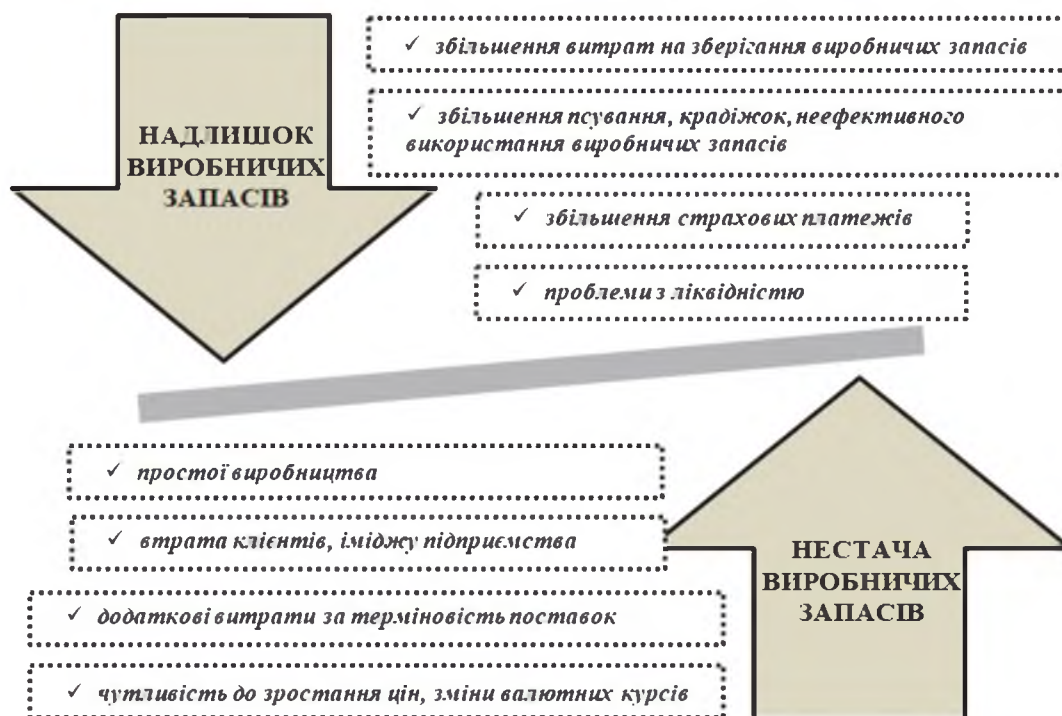 НАДЛИШОК
ВИРОБНИЧИХ
ЗАПАСІВ
✓ збільшення витрат на зберігання виробничих запасів
✓ збільшення псування, крадіжок, неефективного
використання виробничих запасів
✓ збільшення страхових платежів
✓ проблеми з ліквідністю
✓ простої виробництва
✓ втрата клієнтів, іміджу підприємства
✓ додаткові витрати за терміновість поставок
✓ чутливість до зростання цін, зміни валютних курсів
НЕСТАЧА
ВИРОБНИЧИХ
ЗАПАСІВ